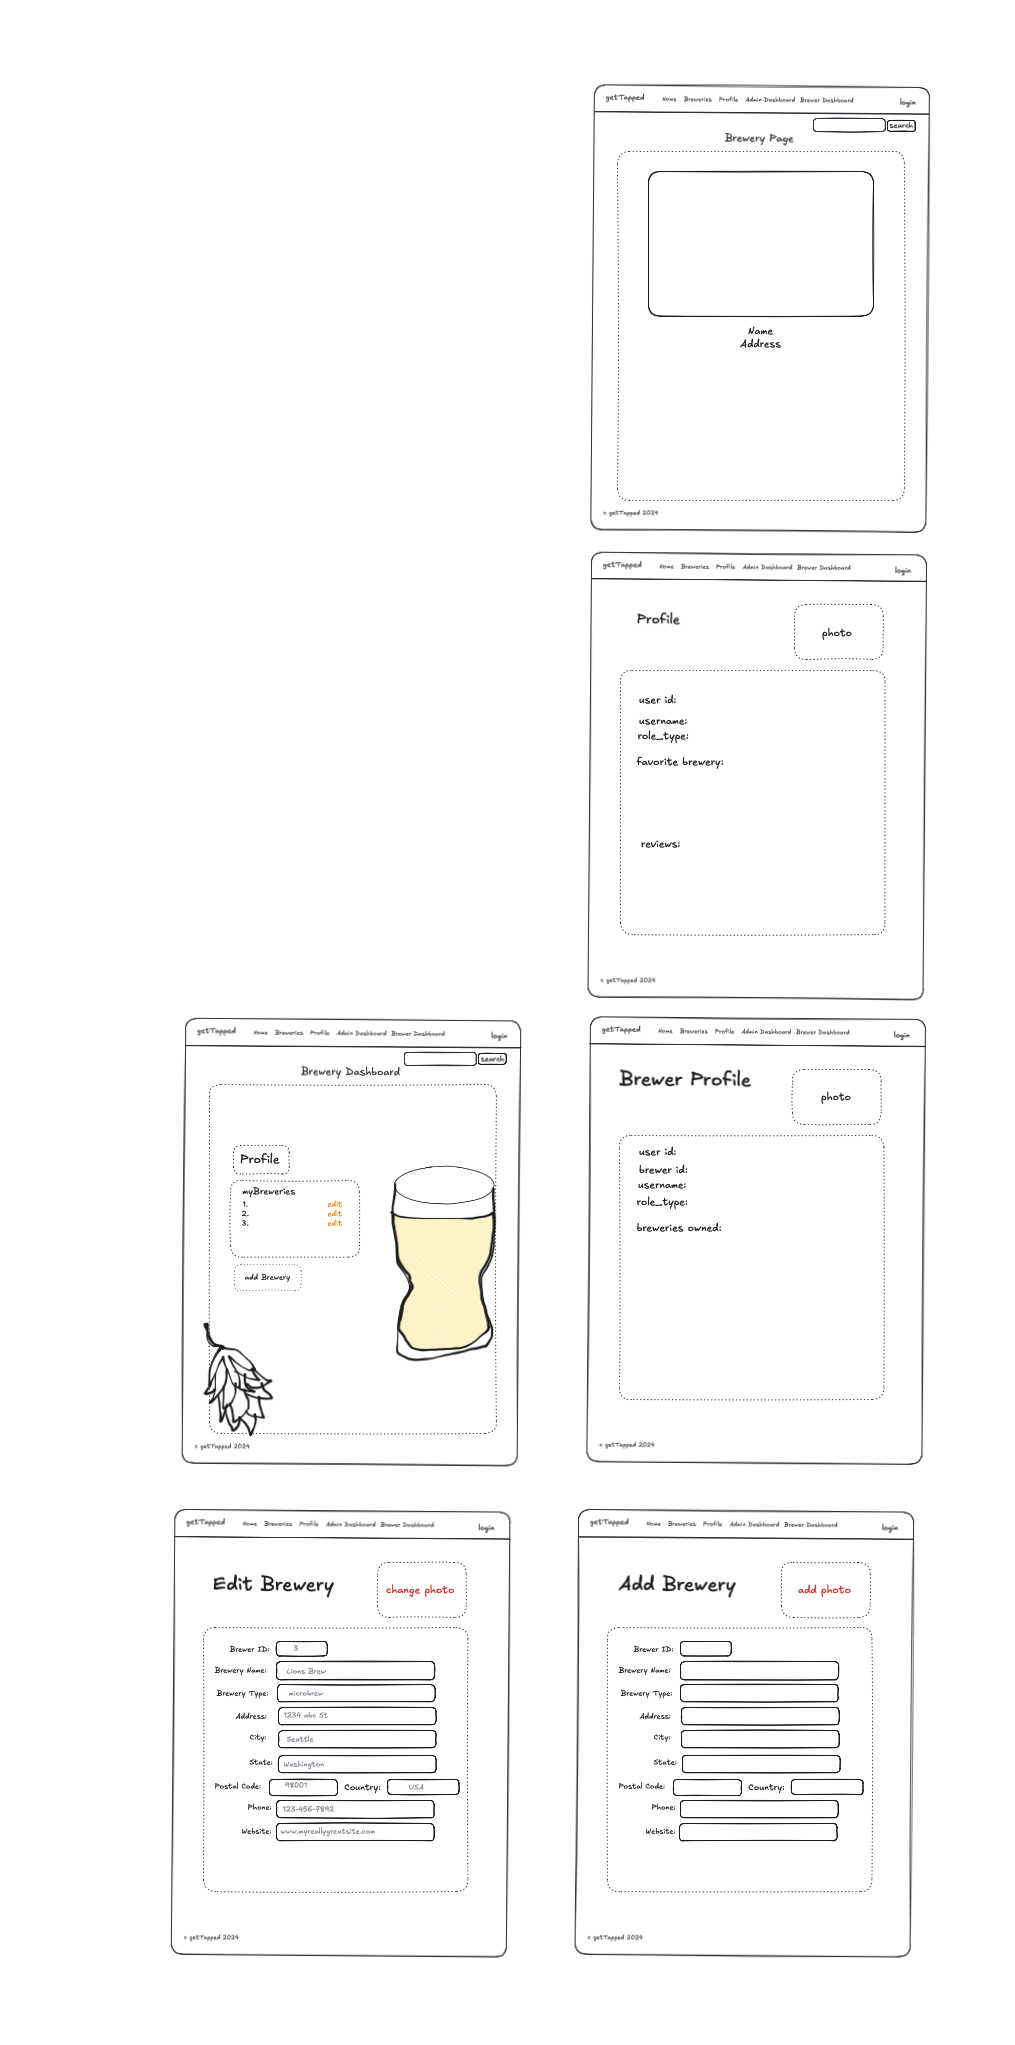 getTapped Home Breweries Profile Admin Dashboard Brewer Dashboard login
search
Brewery Page
Name
Address
c getTapped 2024
getTapped Home Breweries Profile Admin Dashboard Brewer Dashboard login
Profile
photo
user id:
username:
role_type:
favorite brewery:
reviews:
c getTapped 2024
getTapped Home Breweries Profile Admin Dashboard Brewer Dashboard login
search
Brewery Dashboard
Profile
myBreweries
1. edit
2. edit
3. edit
add Brewery
c getTapped 2024
getTapped Home Breweries Profile Admin Dashboard Brewer Dashboard login
Brewer Profile
photo
user id:
brewer id:
username:
role_type:
breweries owned:
c getTapped 2024
getTapped Home Breweries Profile Admin Dashboard Brewer Dashboard login
Edit Brewery
change photo
Brewer ID: 3
Brewery Name: Lions Brew
Brewery Type: microbrew
Address: 1234 abc St
City: Seattle
State: Washington
Postal Code: 98001 Country: USA
Phone: 123-456-7892
Website: www.myreallygreatsite.com
c getTapped 2024
getTapped Home Breweries Profile Admin Dashboard Brewer Dashboard login
Add Brewery
add photo
Brewer ID:
Brewery Name:
Brewery Type:
Address:
City:
State:
Postal Code: Country:
Phone:
Website:
c getTapped 2024